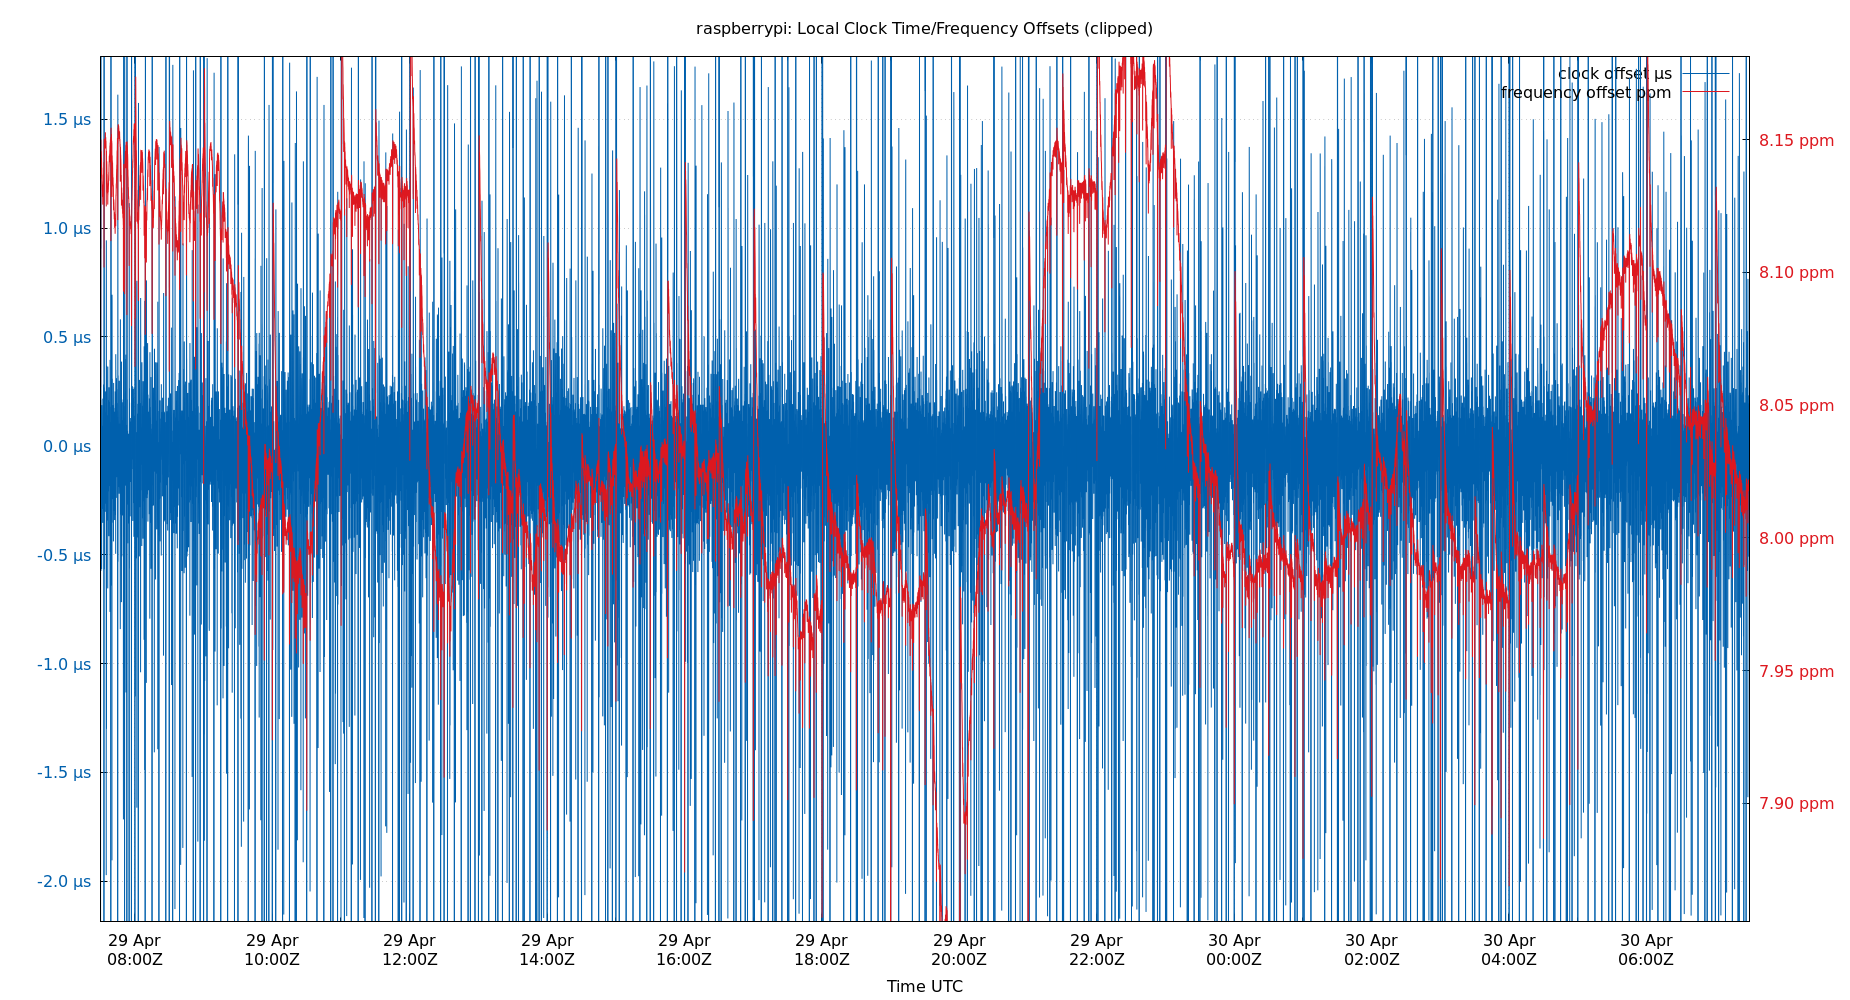 raspberrypi: Local Clock Time/Frequency Offsets (clipped)
clock offset µs
frequency offset ppm
1.5 µs
1.0 µs
0.5 µs
0.0 µs
-0.5 µs
-1.0 µs
-1.5 µs
-2.0 µs
8.15 ppm
8.10 ppm
8.05 ppm
8.00 ppm
7.95 ppm
7.90 ppm
29 Apr 29 Apr 29 Apr 29 Apr 29 Apr 29 Apr 29 Apr 29 Apr 30 Apr 30 Apr 30 Apr 30 Apr
08:00Z 10:00Z 12:00Z 14:00Z 16:00Z 18:00Z 20:00Z 22:00Z 00:00Z 02:00Z 04:00Z 06:00Z
Time UTC